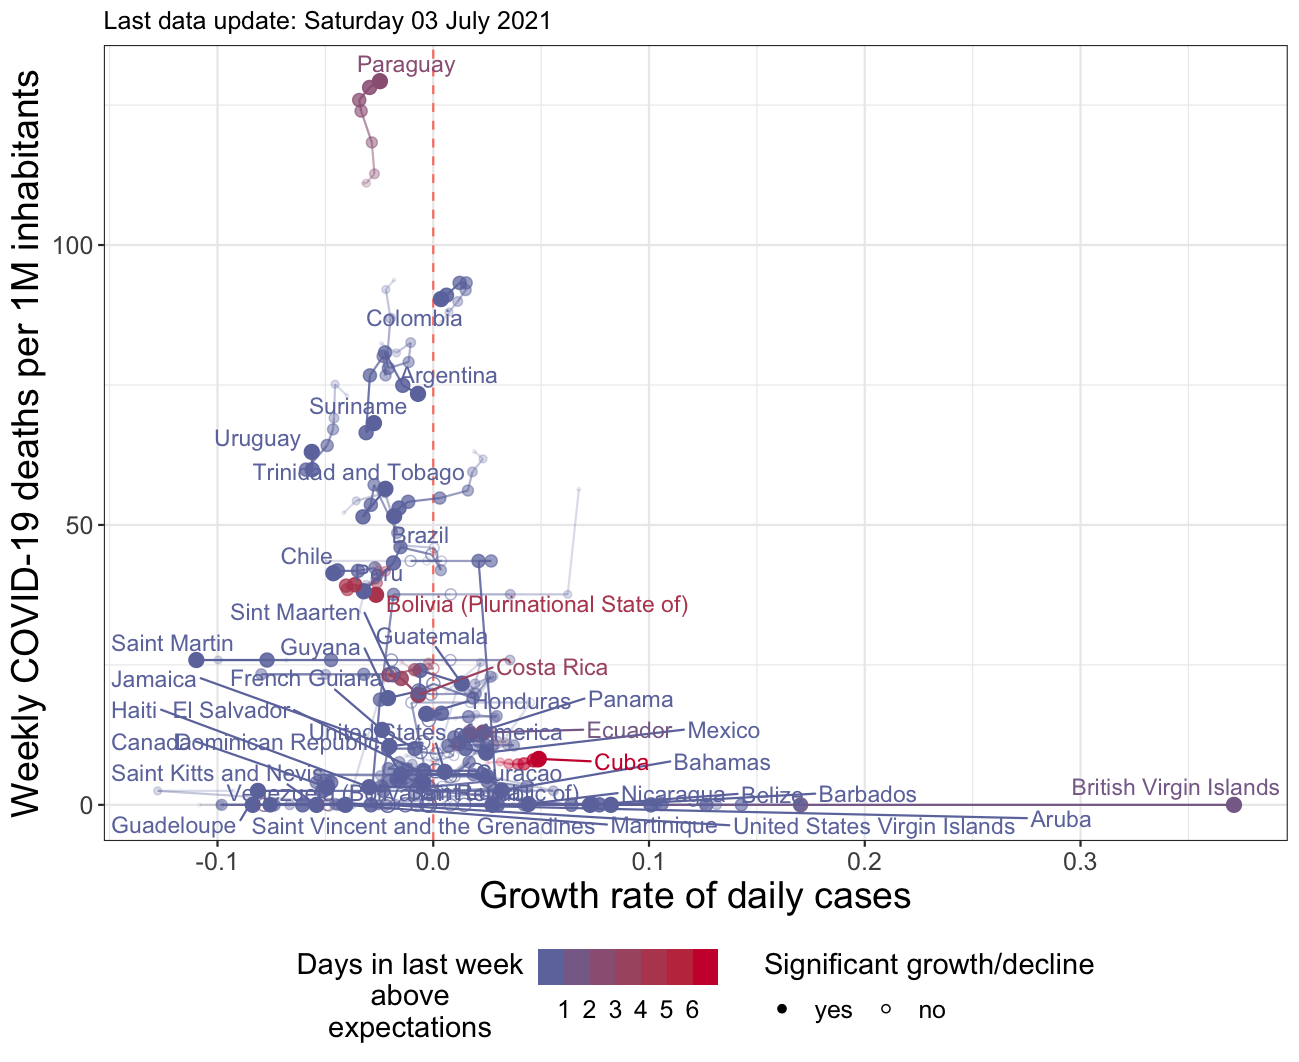 Last data update: Saturday 03 July 2021
Weekly COVID-19 deaths per 1M inhabitants
100
50
0
Paraguay
Colombia
Argentina
Suriname
Uruguay
Trinidad and Tobago
Brazil
Chile
Peru
Bolivia (Plurinational State of)
Sint Maarten
Saint Martin
Guyana
Guatemala
Costa Rica
Jamaica
French Guiana
Honduras
Panama
Haiti
El Salvador
United States of America
Ecuador
Mexico
Canada
Dominican Republic
Cuba
Bahamas
Saint Kitts and Nevis
Curaçao
British Virgin Islands
Venezuela (Bolivarian Republic of)
Nicaragua
Belize
Barbados
Guadeloupe
Saint Vincent and the Grenadines
Martinique
United States Virgin Islands
Aruba
-0.1
0.0
0.1
0.2
0.3
Growth rate of daily cases
Days in last week
above
expectations
1 2 3 4 5 6
Significant growth/decline
yes
no